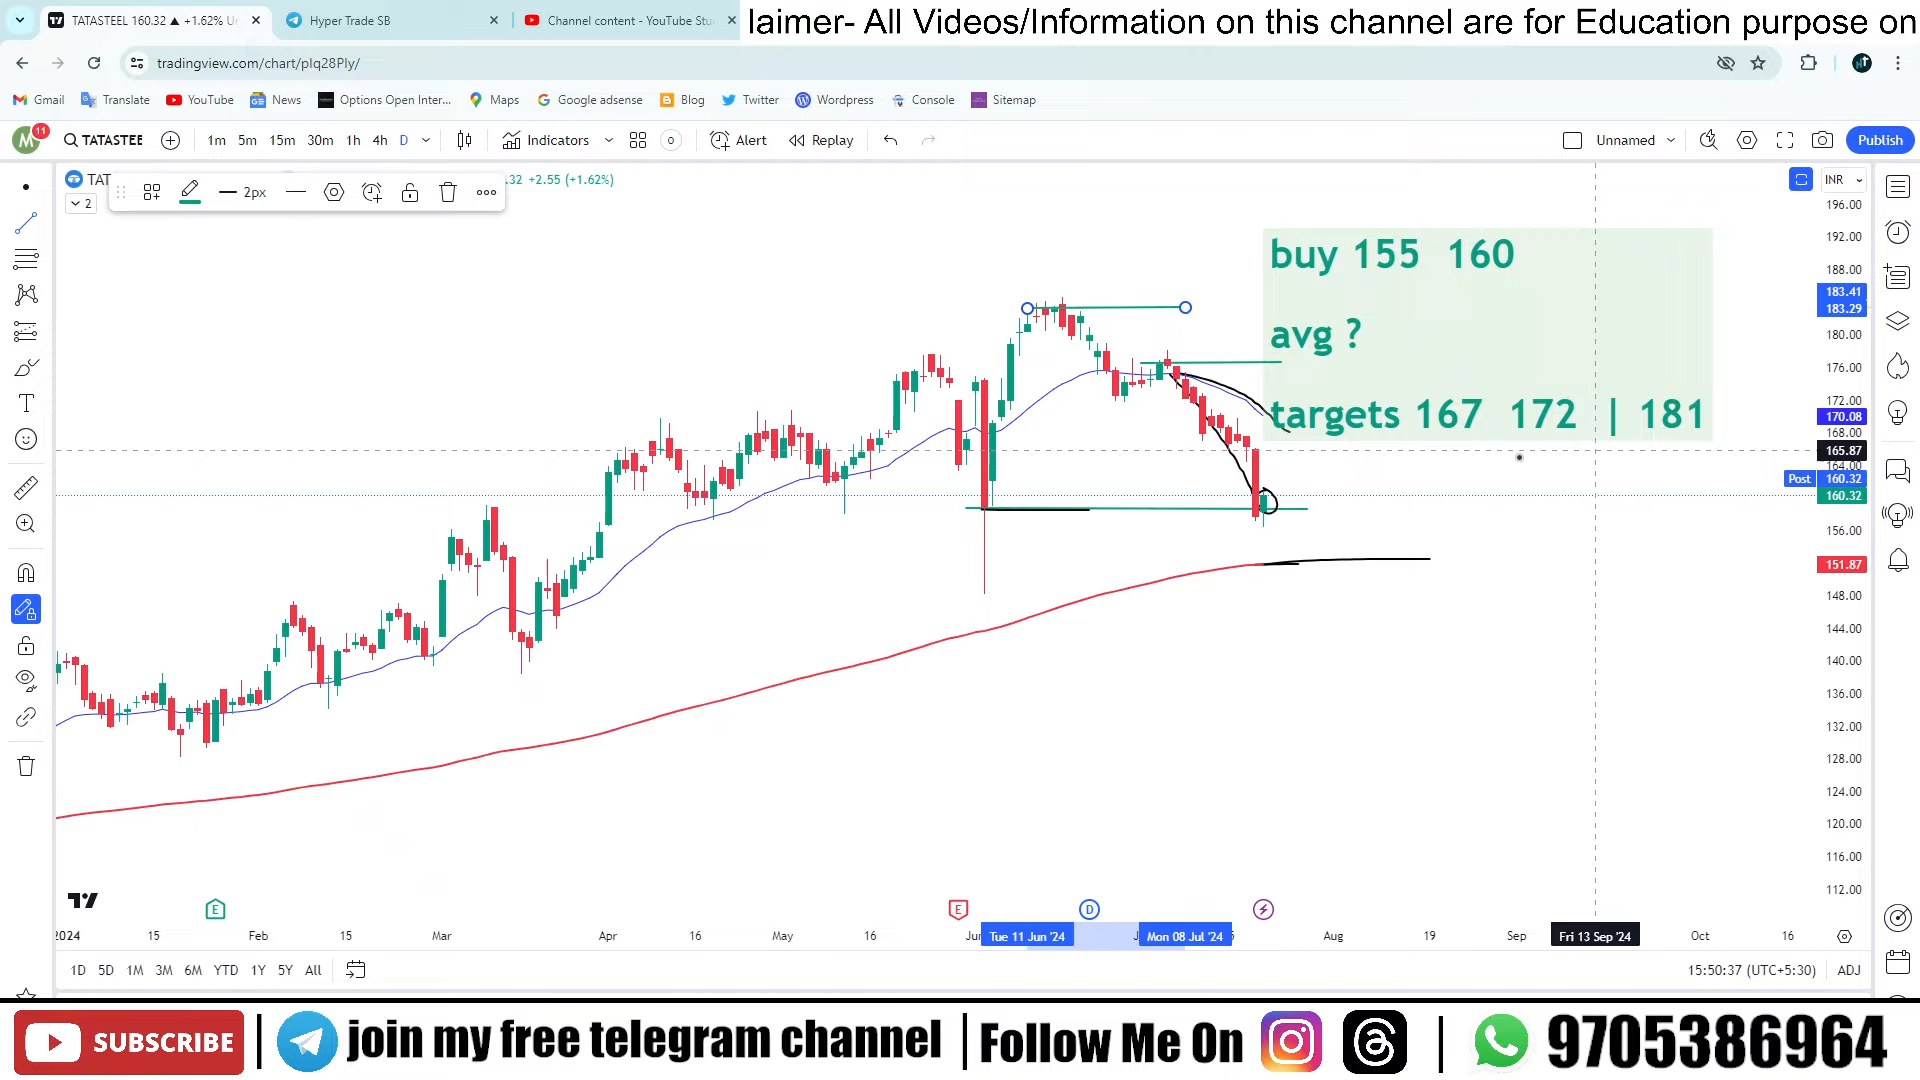 TATASTEEL 160.32 ▲ +1.62% Un
Hyper Trade SB
Channel content - YouTube Stu
laimer- All Videos/Information on this channel are for Education purpose on
tradingview.com/chart/plq28Ply/
Gmail
Translate
YouTube
News
Options Open Inter...
Maps
Google adsense
Blog
Twitter
Wordpress
Console
Sitemap
M
11
TATASTEE
1m
5m
15m
30m
1h
4h
D
Indicators
Alert
Replay
Unnamed
Publish
TAT
2px
.32 +2.55 (+1.62%)
2
INR
196.00
192.00
188.00
183.41
183.29
180.00
176.00
172.00
170.08
168.00
165.87
164.00
Post 160.32
160.32
156.00
151.87
148.00
144.00
140.00
136.00
132.00
128.00
124.00
120.00
116.00
112.00
buy 155 160
avg ?
targets 167 172 | 181
E
E
D
2024
15
Feb
15
Mar
Apr
16
May
16
Jun
Tue 11 Jun '24
Mon 08 Jul '24
Aug
19
Sep
Fri 13 Sep '24
Oct
16
1D
5D
1M
3M
6M
YTD
1Y
5Y
All
15:50:37 (UTC+5:30)
ADJ
SUBSCRIBE
join my free telegram channel
Follow Me On
9705386964